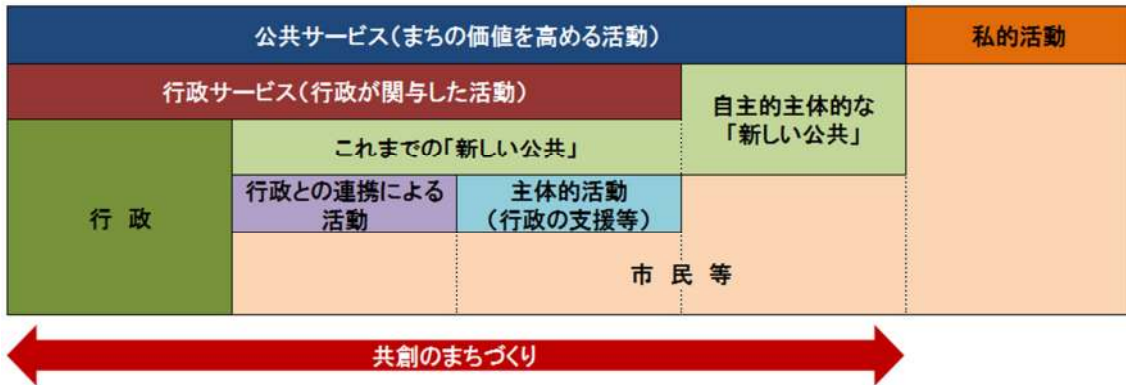 公共サービス(まちの価値を高める活動)
私的活動
行政サービス(行政が関与した活動)
自主的主体的な
「新しい公共」
これまでの「新しい公共」
行政との連携による
活動
主体的活動
(行政の支援等)
行 政
市 民 等
共創のまちづくり